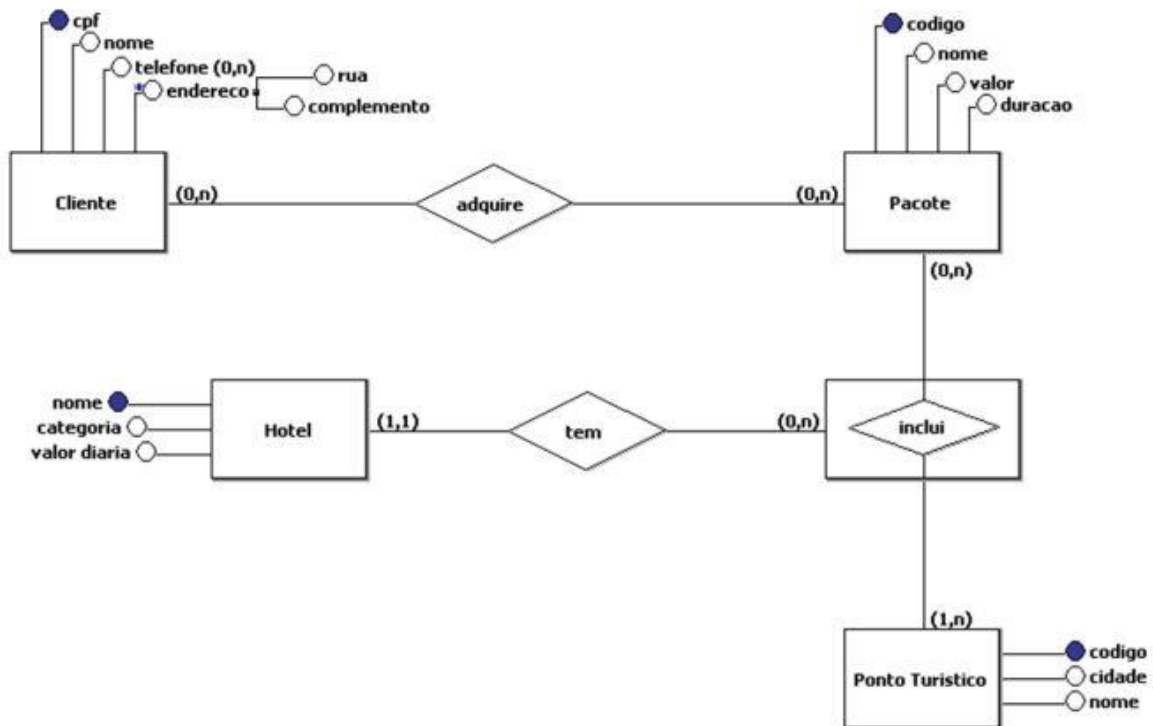 cpf
nome
telefone (0,n)
endereco
rua
complemento
Cliente
(0,n)
adquire
(0,n)
codigo
nome
valor
duracao
Pacote
(0,n)
nome
categoria
valor diaria
Hotel
(1,1)
tem
(0,n)
inclui
(1,n)
Ponto Turistico
codigo
cidade
nome